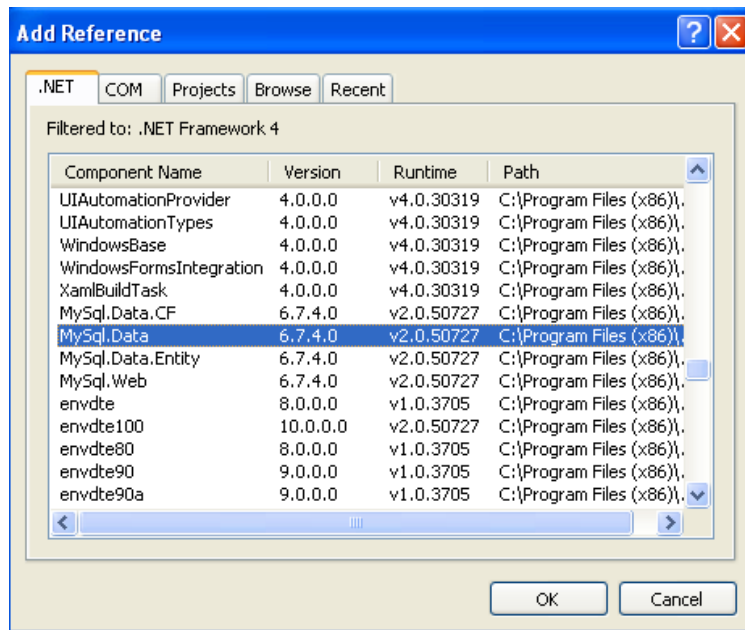 Add Reference
.NET COM Projects Browse Recent
Filtered to: .NET Framework 4
Component Name Version Runtime Path
UIAutomationProvider 4.0.0.0 v4.0.30319 C:\Program Files (x86)\.
UIAutomationTypes 4.0.0.0 v4.0.30319 C:\Program Files (x86)\.
WindowsBase 4.0.0.0 v4.0.30319 C:\Program Files (x86)\.
WindowsFormsIntegration 4.0.0.0 v4.0.30319 C:\Program Files (x86)\.
XamlBuildTask 4.0.0.0 v4.0.30319 C:\Program Files (x86)\.
MySql.Data.CF 6.7.4.0 v2.0.50727 C:\Program Files (x86)\.
MySql.Data 6.7.4.0 v2.0.50727 C:\Program Files (x86)\.
MySql.Data.Entity 6.7.4.0 v2.0.50727 C:\Program Files (x86)\.
MySql.Web 6.7.4.0 v2.0.50727 C:\Program Files (x86)\.
envdte 8.0.0.0 v1.0.3705 C:\Program Files (x86)\.
envdte100 10.0.0.0 v2.0.50727 C:\Program Files (x86)\.
envdte80 8.0.0.0 v1.0.3705 C:\Program Files (x86)\.
envdte90 9.0.0.0 v1.0.3705 C:\Program Files (x86)\.
envdte90a 9.0.0.0 v1.0.3705 C:\Program Files (x86)\.
OK Cancel